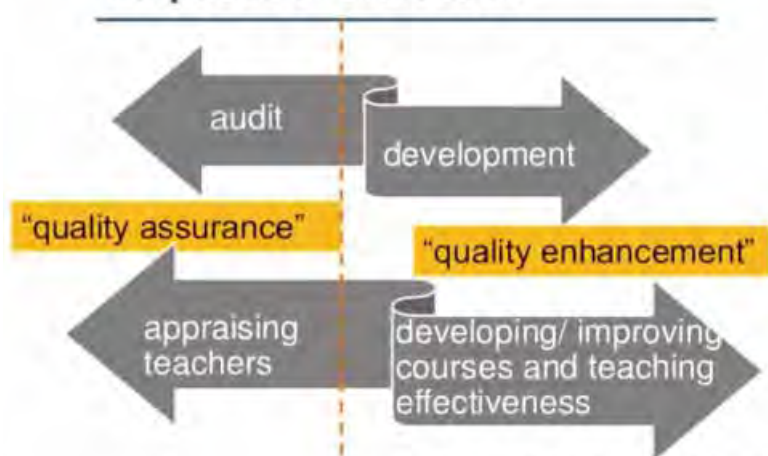 audit
development
“quality assurance”
“quality enhancement”
appraising
teachers
developing/ improving
courses and teaching
effectiveness